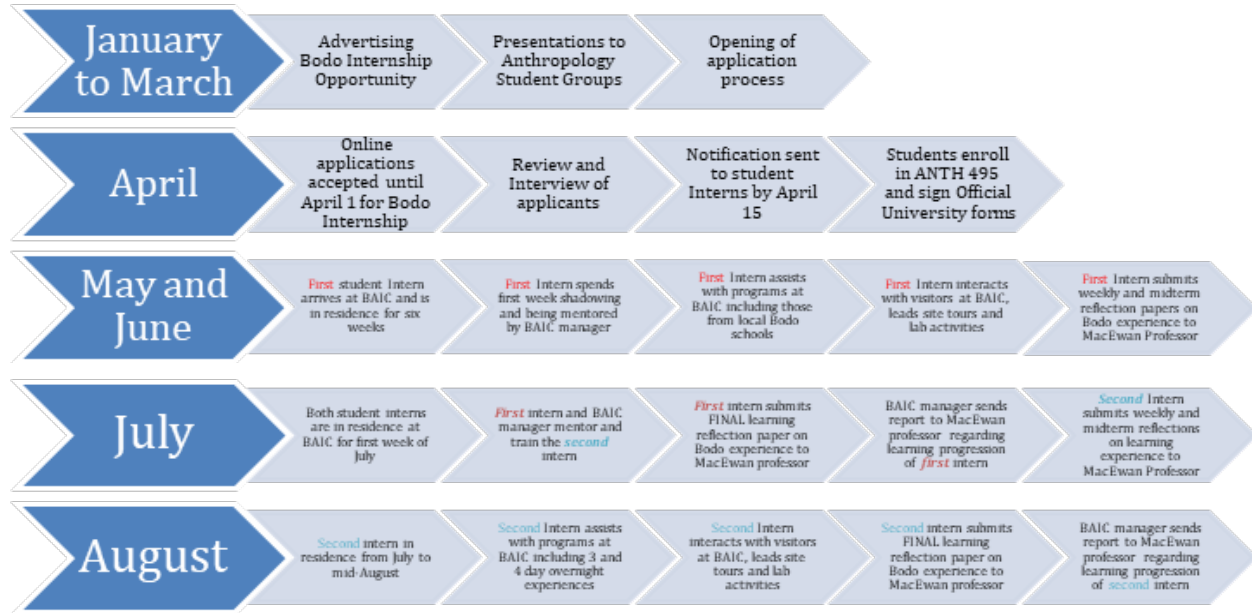 January
to March
Advertising
Bodo Internship
Opportunity
Presentations to
Anthropology
Student Groups
Opening of
application
process
April
Online
applications
accepted until
April 1 for Bodo
Internship
Review and
Interview of
applicants
Notification sent
to student
Interns by April
15
Students enroll
in ANTH 495
and sign Official
University forms
May and
June
First student Intern
arrives at BAIC and is
in residence for six
weeks
First Intern spends
first week shadowing
and being mentored
by BAIC manager
First Intern assists
with programs at
BAIC including those
from local Bodo
schools
First Intern interacts
with visitors at BAIC,
leads site tours and
lab activities
First Intern submits
weekly and midterm
reflection papers on
Bodo experience to
MacEwan Professor
July
Both student interns
are in residence at
BAIC for first week of
July
First intern and BAIC
manager mentor and
train the second
intern
First intern submits
FINAL learning
reflection paper on
Bodo experience to
MacEwan professor
BAIC manager sends
report to MacEwan
professor regarding
learning progression
of first intern
Second Intern
submits weekly and
midterm reflections
on learning
experience to
MacEwan Professor
August
Second intern in
residence from July to
mid-August
Second Intern assists
with programs at
BAIC including 3 and
4 day overnight
experiences
Second Intern
interacts with visitors
at BAIC, leads site
tours and lab
activities
Second intern submits
FINAL learning
reflection paper on
Bodo experience to
MacEwan professor
BAIC manager sends
report to MacEwan
professor regarding
learning progression
of second intern